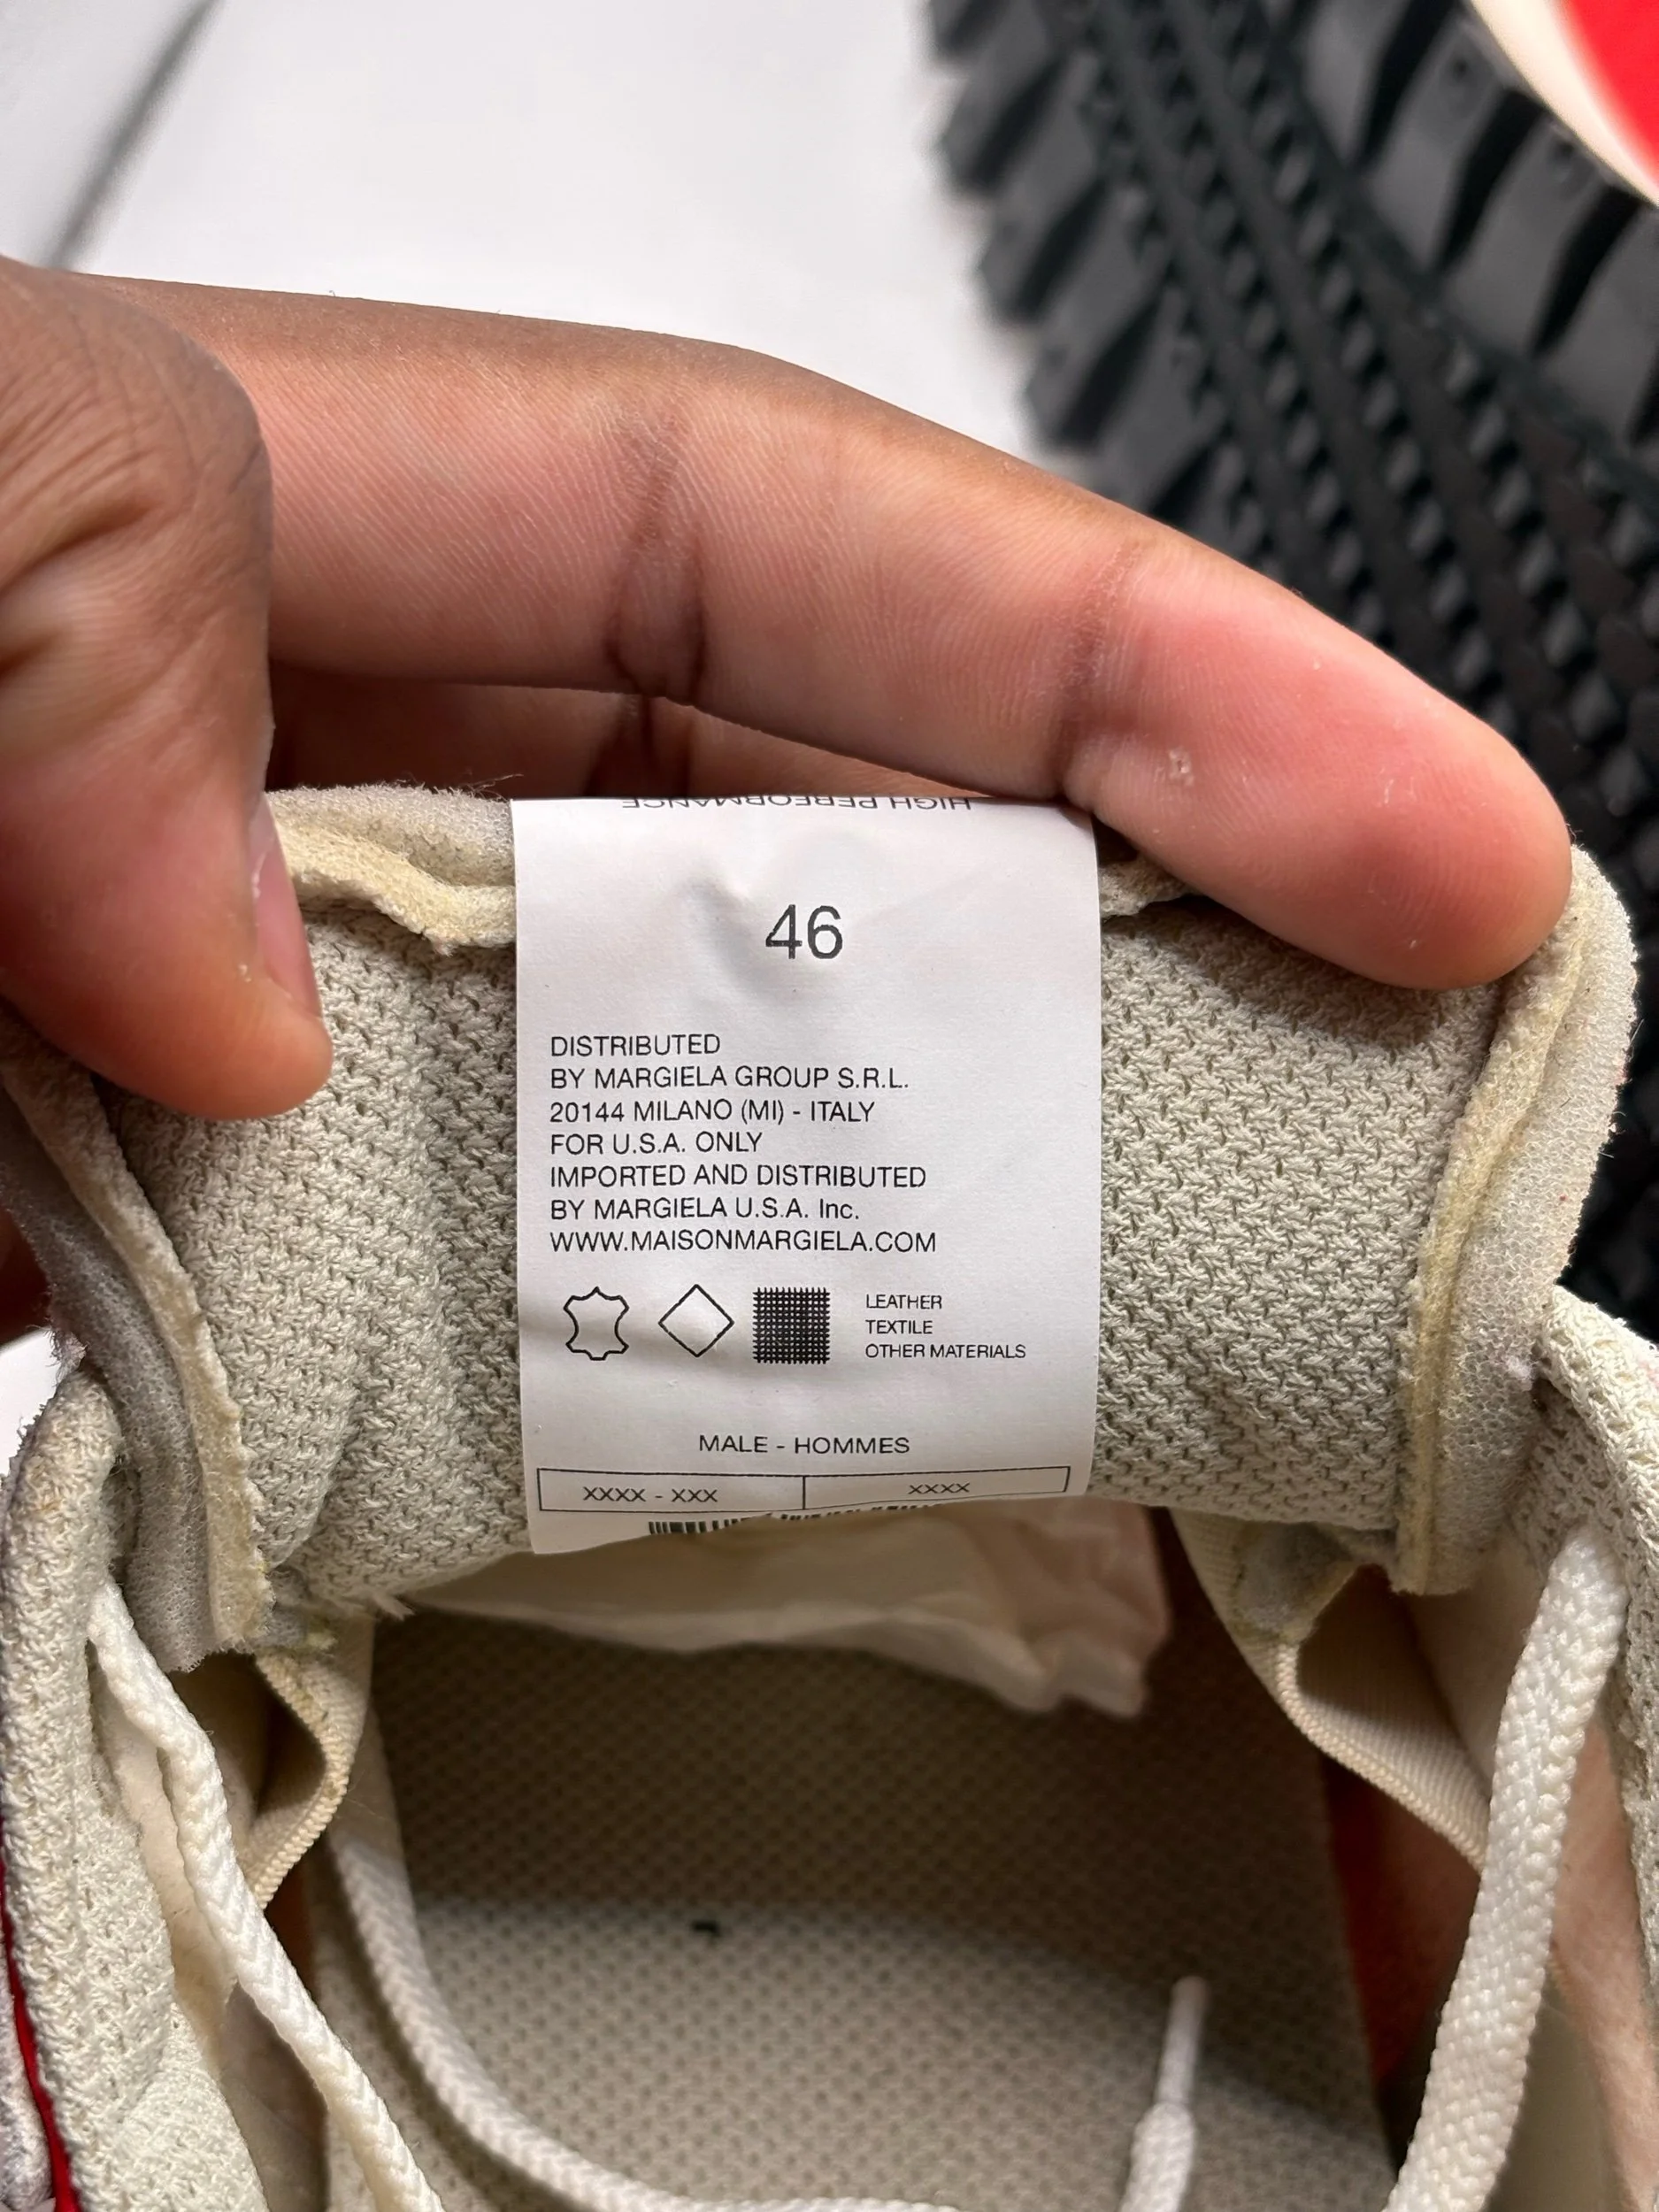 HIGH PERFORMANCE
46
DISTRIBUTED
BY MARGIELA GROUP S.R.L.
20144 MILANO (MI) - ITALY
FOR U.S.A. ONLY
IMPORTED AND DISTRIBUTED
BY MARGIELA U.S.A. Inc.
WWW.MAISONMARGIELA.COM
LEATHER
TEXTILE
OTHER MATERIALS
MALE - HOMMES
XXXX - XXX XXXX